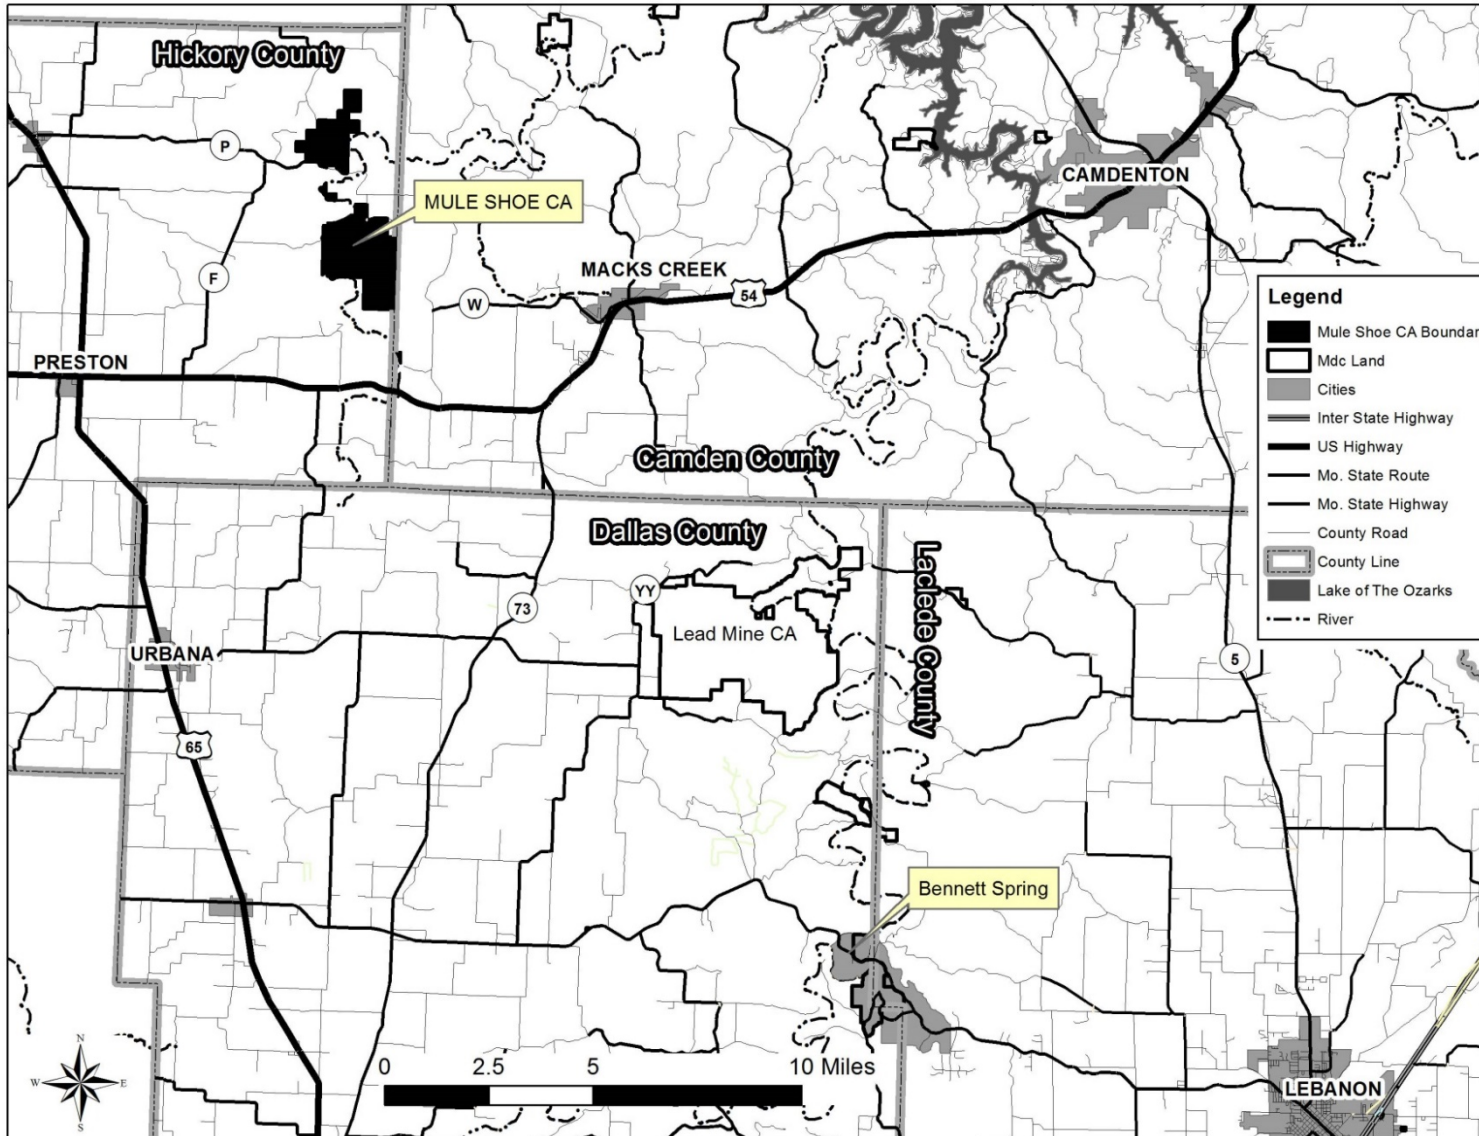 Hickory County
P
MULE SHOE CA
CAMDENTON
F
MACKS CREEK
W
54
PRESTON
Legend
Mule Shoe CA Boundar
Mdc Land
Cities
Inter State Highway
US Highway
Mo. State Route
Mo. State Highway
County Road
County Line
Lake of The Ozarks
River
Camden County
Dallas County
Laclede County
YY
73
Lead Mine CA
URBANA
5
65
Bennett Spring
N
W E
S
0 2.5 5 10 Miles
LEBANON